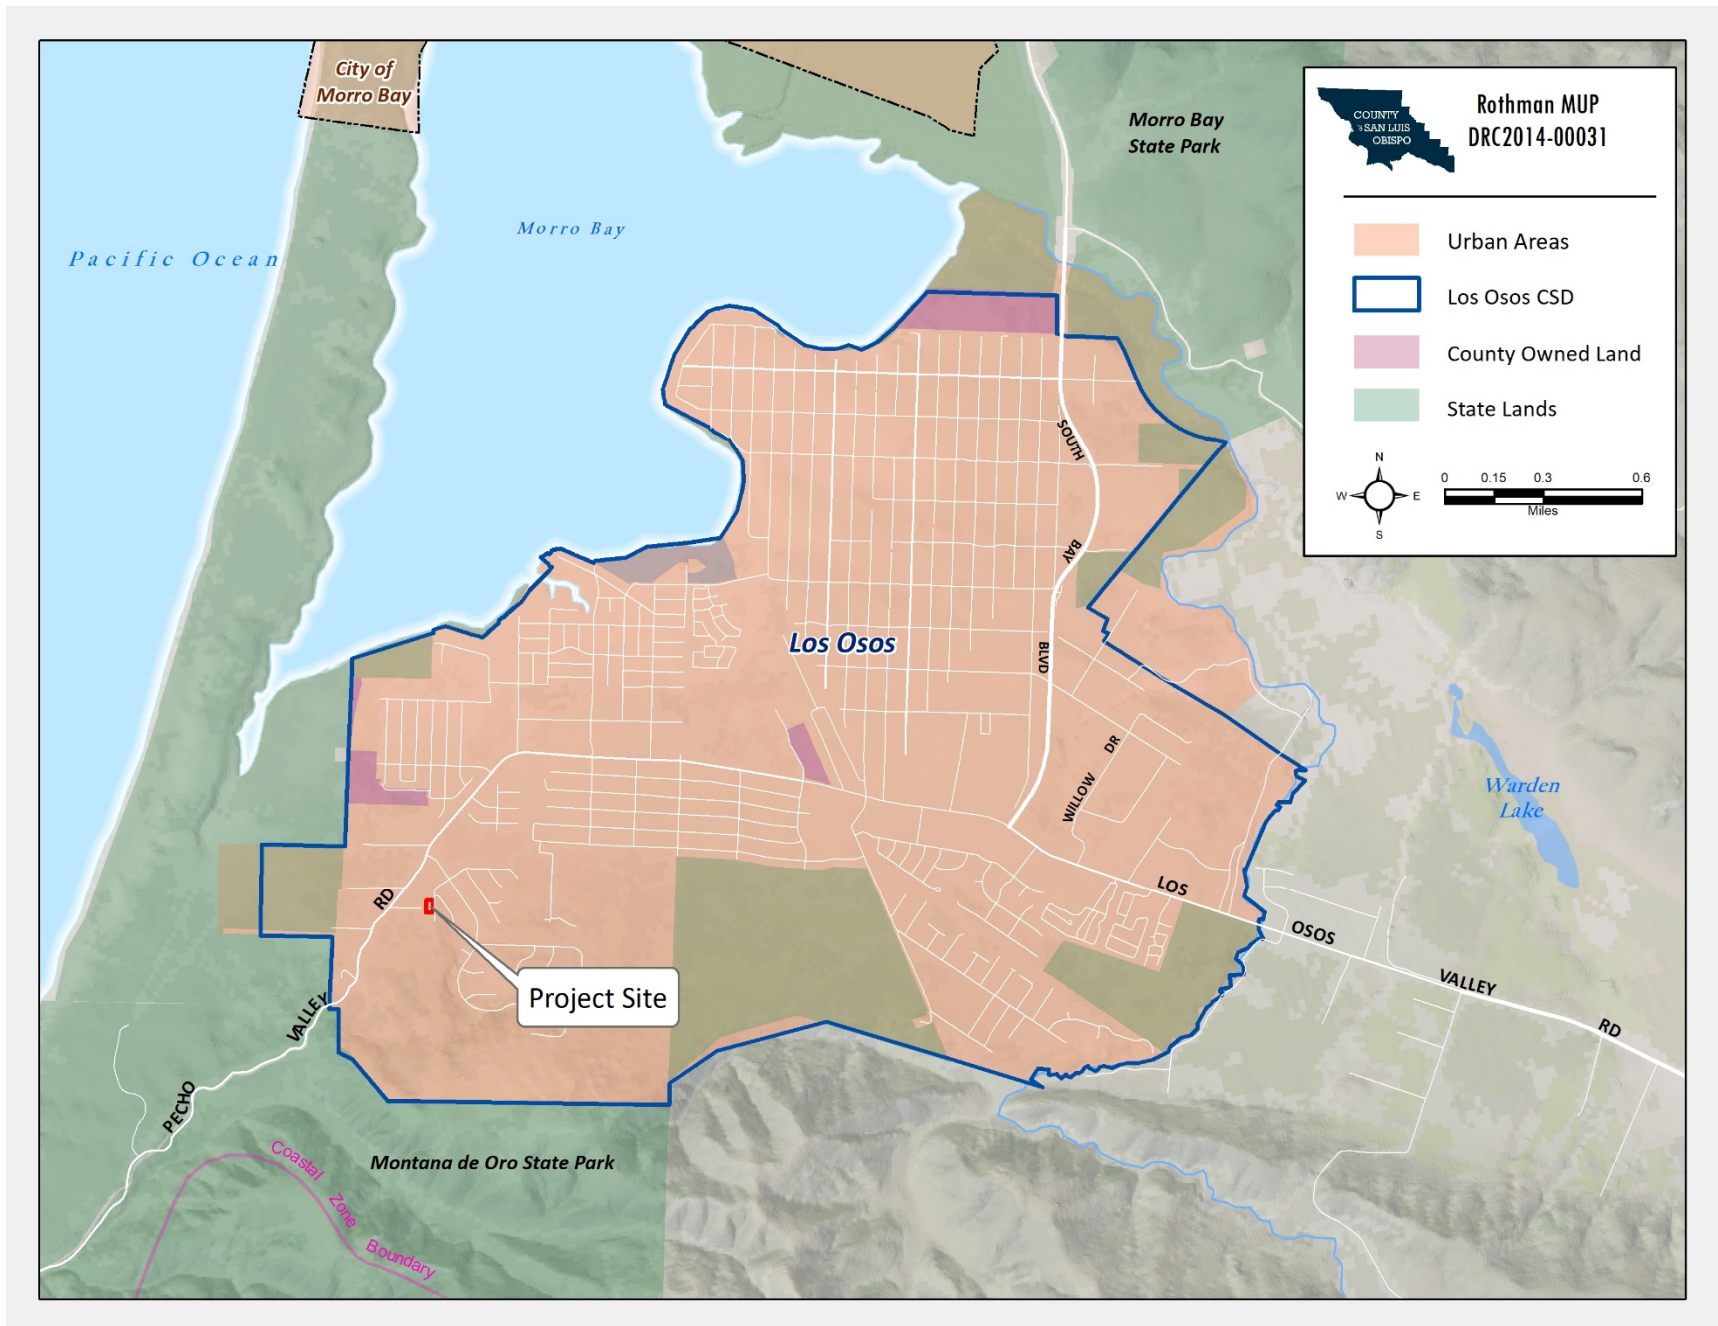 City of
Morro Bay
Morro Bay
State Park
Pacific Ocean
Morro Bay
COUNTY
OF SAN LUIS
OBISPO
Rothman MUP
DRC2014-00031
Urban Areas
Los Osos CSD
County Owned Land
State Lands
N
W
E
S
0
0.15
0.3
0.6
Miles
SOUTH
BAY
BLVD
Los Osos
WILLOW
DR
Warden
Lake
LOS
OSOS
VALLEY
RD
RD
VALLEY
PECHO
Project Site
Montana de Oro State Park
Coastal
Zone
Boundary